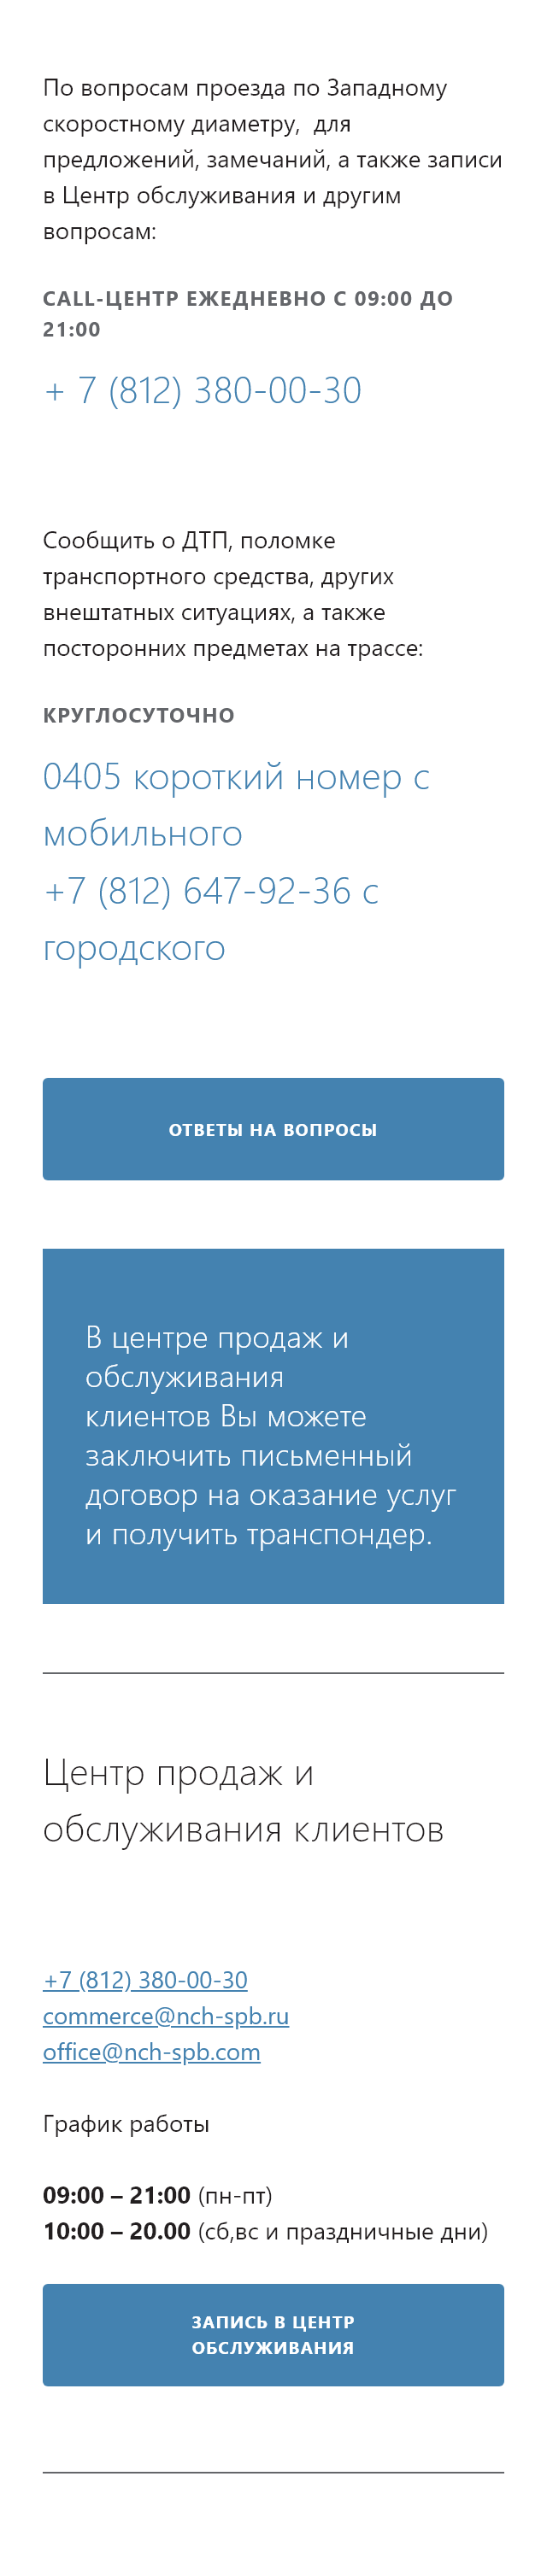 По вопросам проезда по Западному
скоростному диаметру,  для
предложений, замечаний, а также записи
в Центр обслуживания и другим
вопросам:
CALL-ЦЕНТР ЕЖЕДНЕВНО С 09:00 ДО
21:00
+ 7 (812) 380-00-30
Сообщить о ДТП, поломке
транспортного средства, других
внештатных ситуациях, а также
посторонних предметах на трассе:
КРУГЛОСУТОЧНО
0405 короткий номер с
мобильного
+7 (812) 647-92-36 с
городского
ОТВЕТЫ НА ВОПРОСЫ
В центре продаж и
обслуживания
клиентов Вы можете
заключить письменный
договор на оказание услуг
и получить транспондер.
Центр продаж и
обслуживания клиентов
+7 (812) 380-00-30
commerce@nch-spb.ru
office@nch-spb.com
График работы
09:00 – 21:00 (пн-пт)
10:00 – 20.00 (сб,вс и праздничные дни)
ЗАПИСЬ В ЦЕНТР
ОБСЛУЖИВАНИЯ